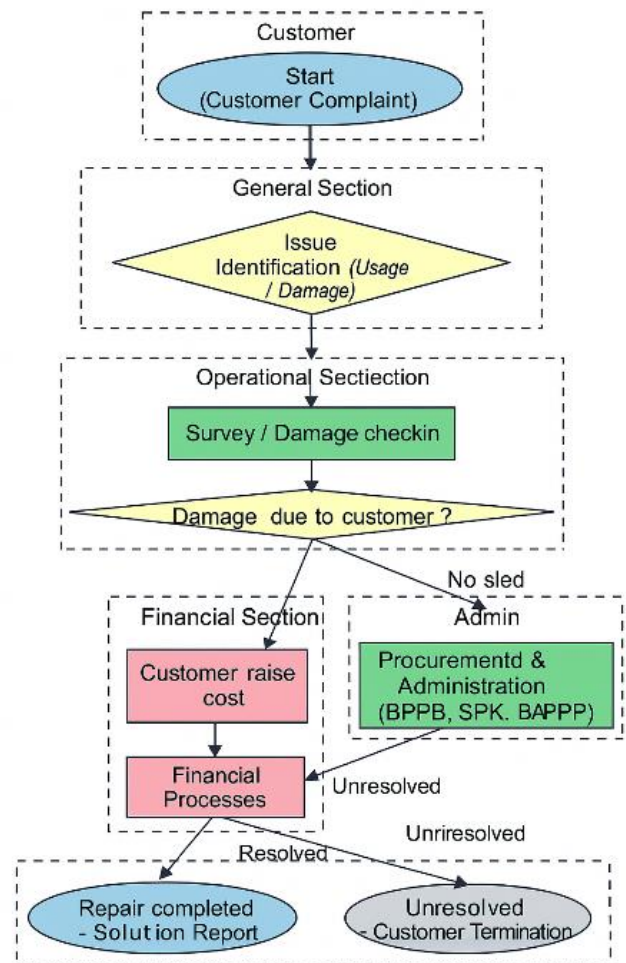 Customer
Start
(Customer Complaint)
General Section
Issue
Identification (Usage
/ Damage)
Operational Sectiection
Survey / Damage checkin
Damage due to customer ?
No sled
Financial Section
Admin
Customer raise
cost
Procurementd &
Administration
(BPPB, SPK. BAPPP)
Financial
Processes
Unresolved
Unriresolved
Resolved
Repair completed
- Solution Report
Unresolved
- Customer Termination